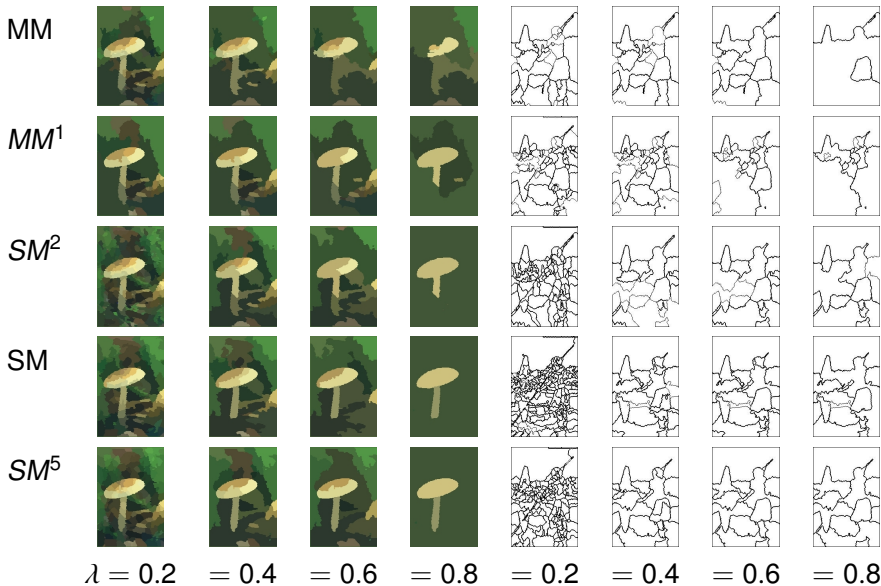 MM
MM¹
SM²
SM
SM⁵
λ = 0.2 = 0.4 = 0.6 = 0.8 = 0.2 = 0.4 = 0.6 = 0.8